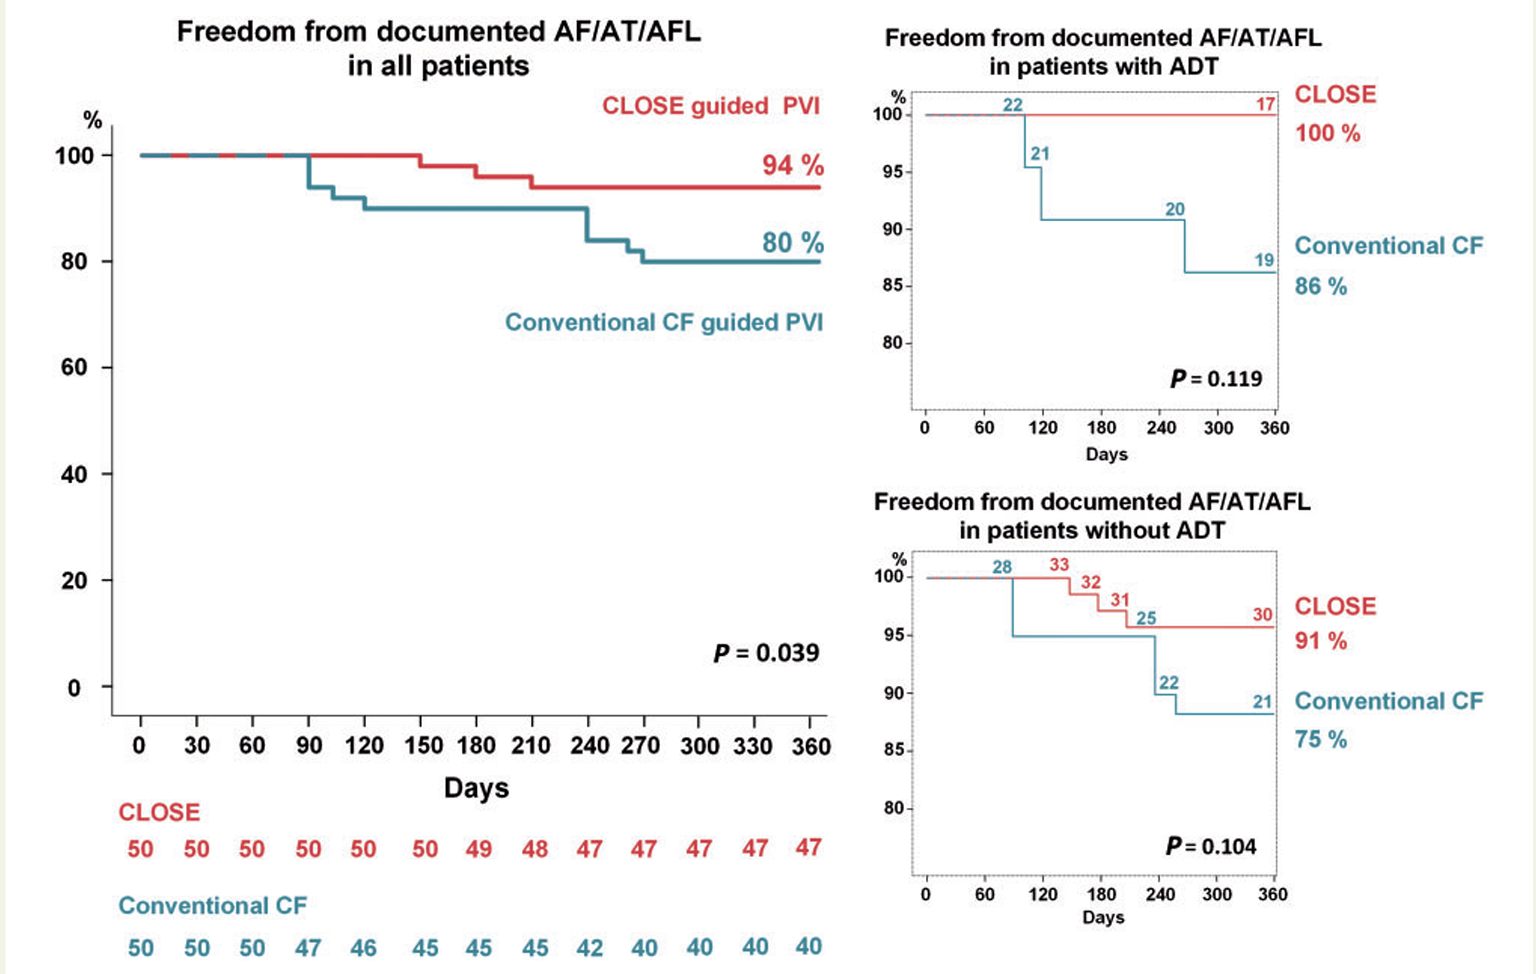 Freedom from documented AF/AT/AFL
in all patients
%
CLOSE guided PVI
100
94 %
80 %
80
Conventional CF guided PVI
60
40
20
P = 0.039
0
0 30 60 90 120 150 180 210 240 270 300 330 360
Days
CLOSE
50 50 50 50 50 50 49 48 47 47 47 47 47
Conventional CF
50 50 50 47 46 45 45 45 42 40 40 40 40
Freedom from documented AF/AT/AFL
in patients with ADT
%
22
17
CLOSE
100
100 %
21
95
20
90
Conventional CF
19
85
86 %
80
P = 0.119
0 60 120 180 240 300 360
Days
Freedom from documented AF/AT/AFL
in patients without ADT
%
28
33
100
32
31
CLOSE
25
30
95
91 %
22
90
21
Conventional CF
75 %
85
80
P = 0.104
0 60 120 180 240 300 360
Days